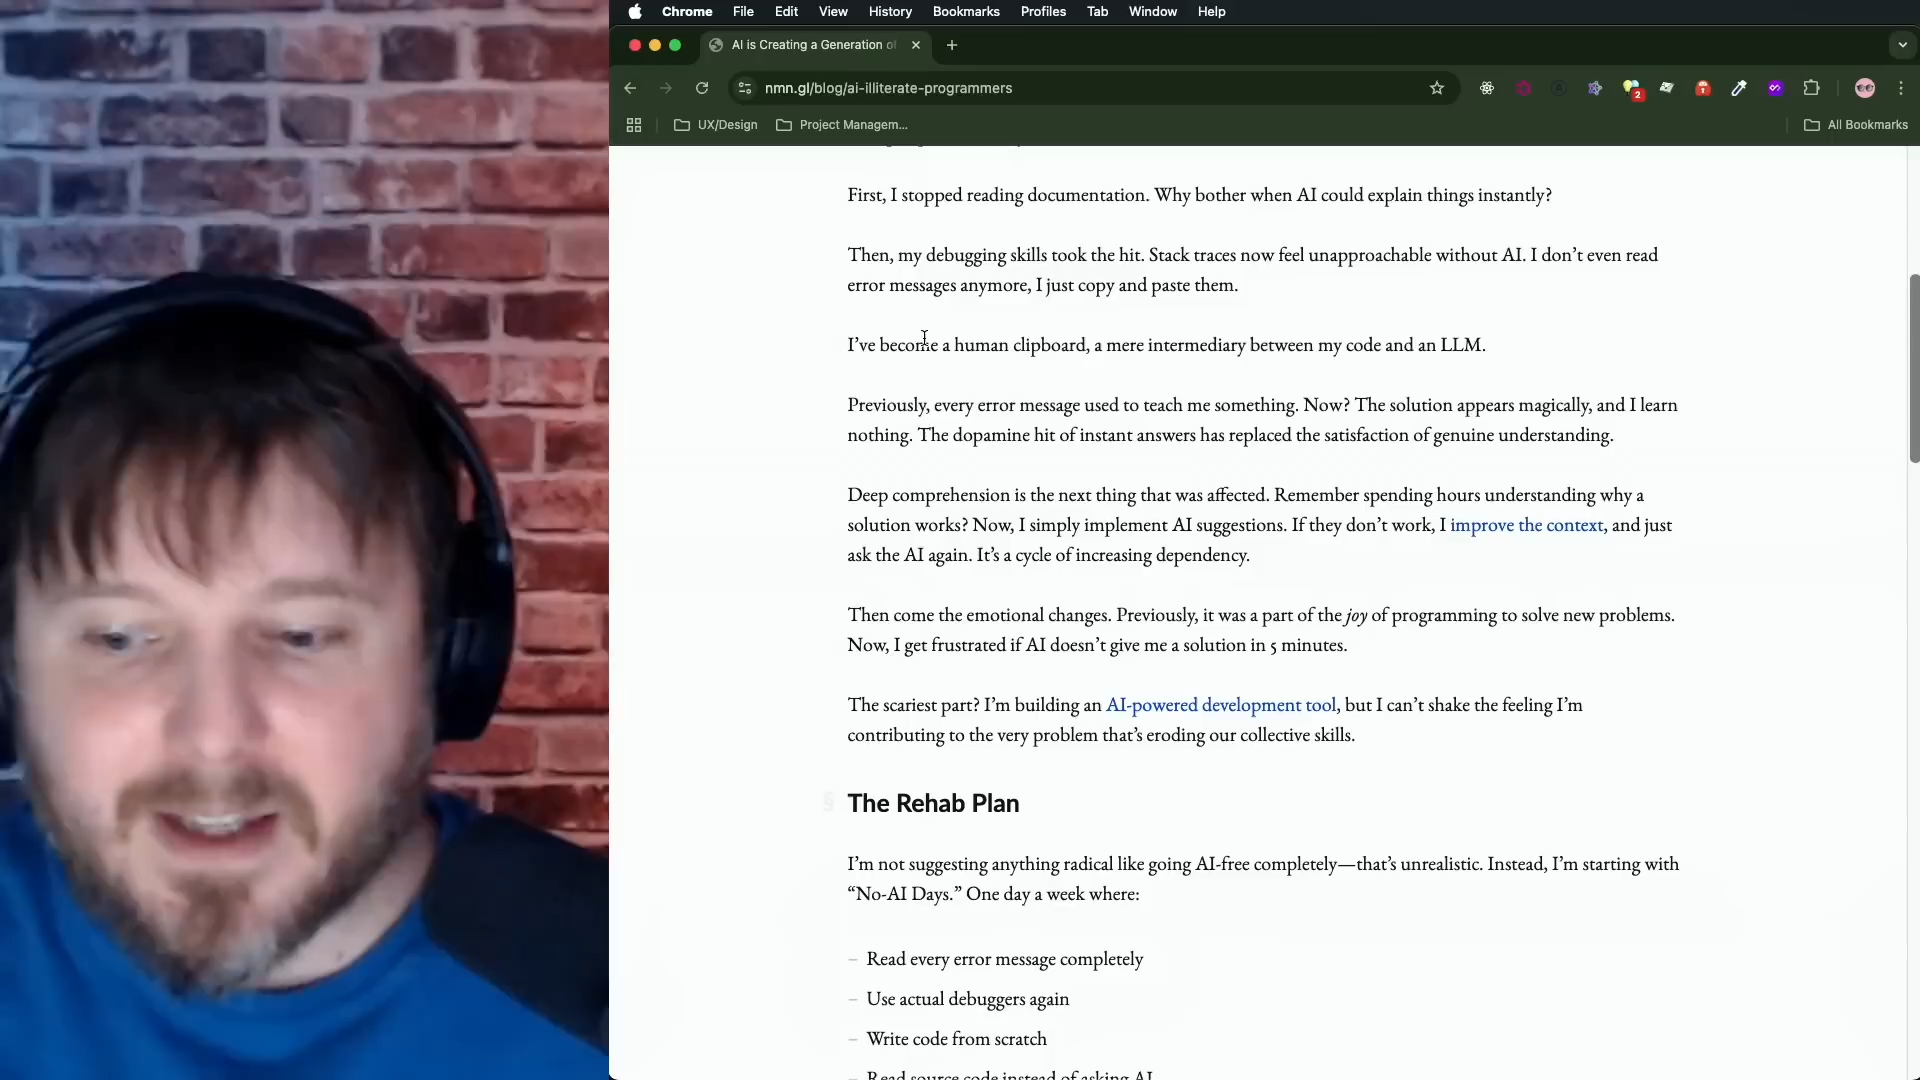 Chrome File Edit View History Bookmarks Profiles Tab Window Help
AI is Creating a Generation of
nmn.gl/blog/ai-illiterate-programmers
2
UX/Design
Project Managem...
All Bookmarks
First, I stopped reading documentation. Why bother when AI could explain things instantly?
Then, my debugging skills took the hit. Stack traces now feel unapproachable without AI. I don’t even read
error messages anymore, I just copy and paste them.
I’ve become a human clipboard, a mere intermediary between my code and an LLM.
Previously, every error message used to teach me something. Now? The solution appears magically, and I learn
nothing. The dopamine hit of instant answers has replaced the satisfaction of genuine understanding.
Deep comprehension is the next thing that was affected. Remember spending hours understanding why a
solution works? Now, I simply implement AI suggestions. If they don’t work, I improve the context, and just
ask the AI again. It’s a cycle of increasing dependency.
Then come the emotional changes. Previously, it was a part of the joy of programming to solve new problems.
Now, I get frustrated if AI doesn’t give me a solution in 5 minutes.
The scariest part? I’m building an AI-powered development tool, but I can’t shake the feeling I’m
contributing to the very problem that’s eroding our collective skills.
§ The Rehab Plan
I’m not suggesting anything radical like going AI-free completely—that’s unrealistic. Instead, I’m starting with
“No-AI Days.” One day a week where:
– Read every error message completely
– Use actual debuggers again
– Write code from scratch
– Read source code instead of asking AI